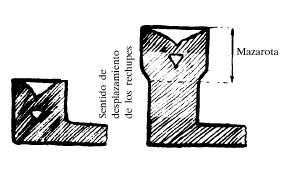 Sentido de
desplazamiento
de los rechupes
Mazarota